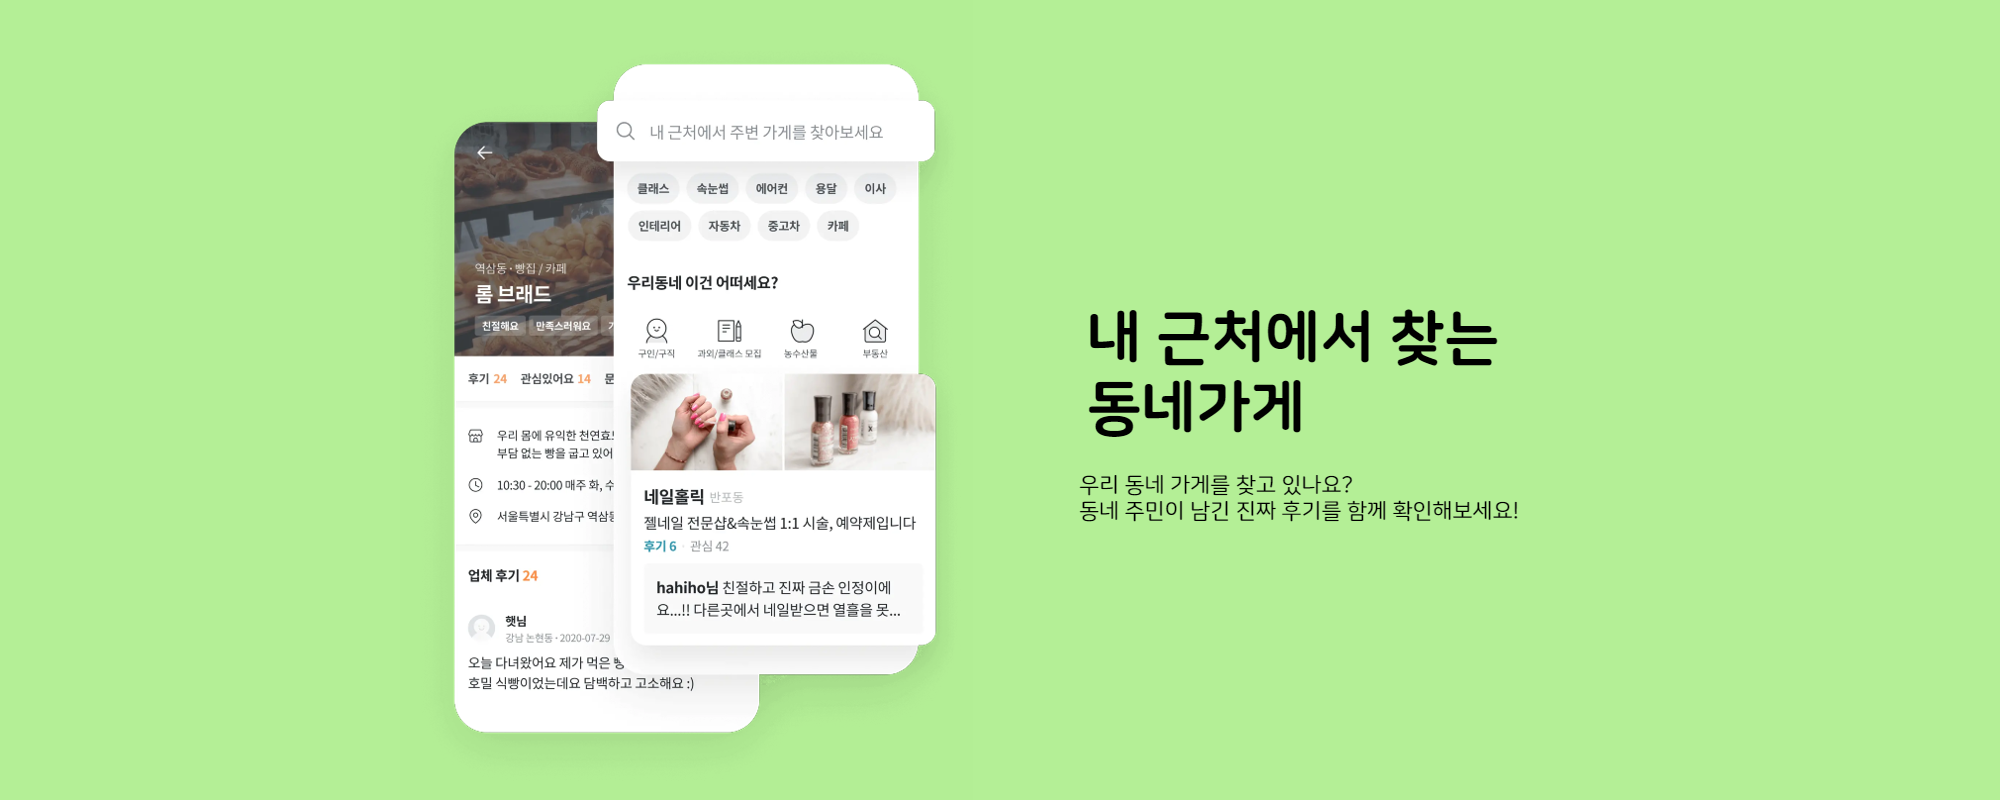 내 근처에서 주변 가게를 찾아보세요
클래스 속눈썹 에어컨 용달 이사
인테리어 자동차 중고차 카페
우리동네 이건 어떠세요?
구인/구직 과외/클래스 모집 농수산물 부동산
네일홀릭 반포동
젤네일 전문샵&속눈썹 1:1 시술, 예약제입니다
후기 6 · 관심 42
hahiho님 친절하고 진짜 금손 인정이에
요...!! 다른곳에서 네일받으면 열흘을 못...
역삼동 · 빵집 / 카페
롬 브래드
친절해요 만족스러워요
후기 24 관심있어요 14 문
우리 몸에 유익한 천연효
부담 없는 빵을 굽고 있어
10:30 - 20:00 매주 화, 수
서울특별시 강남구 역삼동
업체 후기 24
햇님
강남 논현동 · 2020-07-29
오늘 다녀왔어요 제가 먹은 빵
호밀 식빵이었는데요 담백하고 고소해요 :)
내 근처에서 찾는
동네가게
우리 동네 가게를 찾고 있나요?
동네 주민이 남긴 진짜 후기를 함께 확인해보세요!